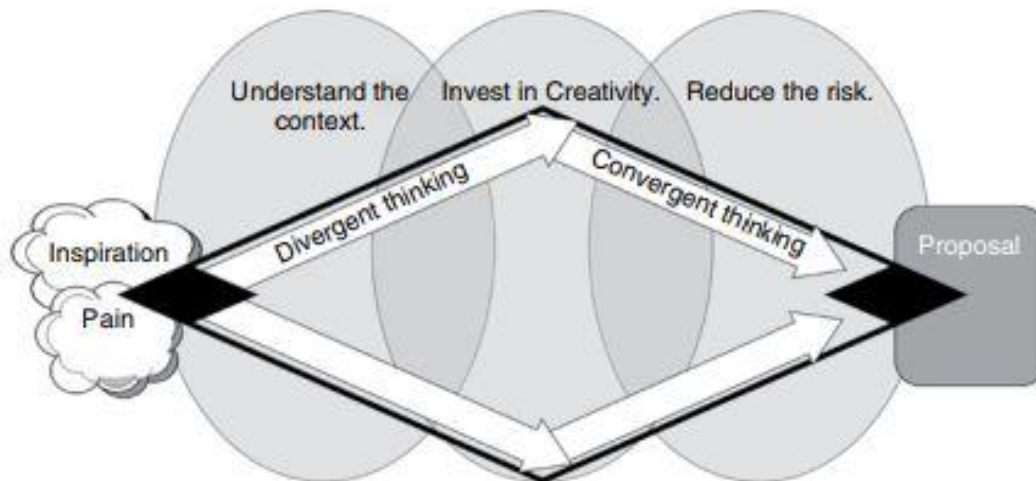 Understand the
context.
Invest in Creativity.
Reduce the risk.
Divergent thinking
Convergent thinking
Inspiration
Pain
Proposal